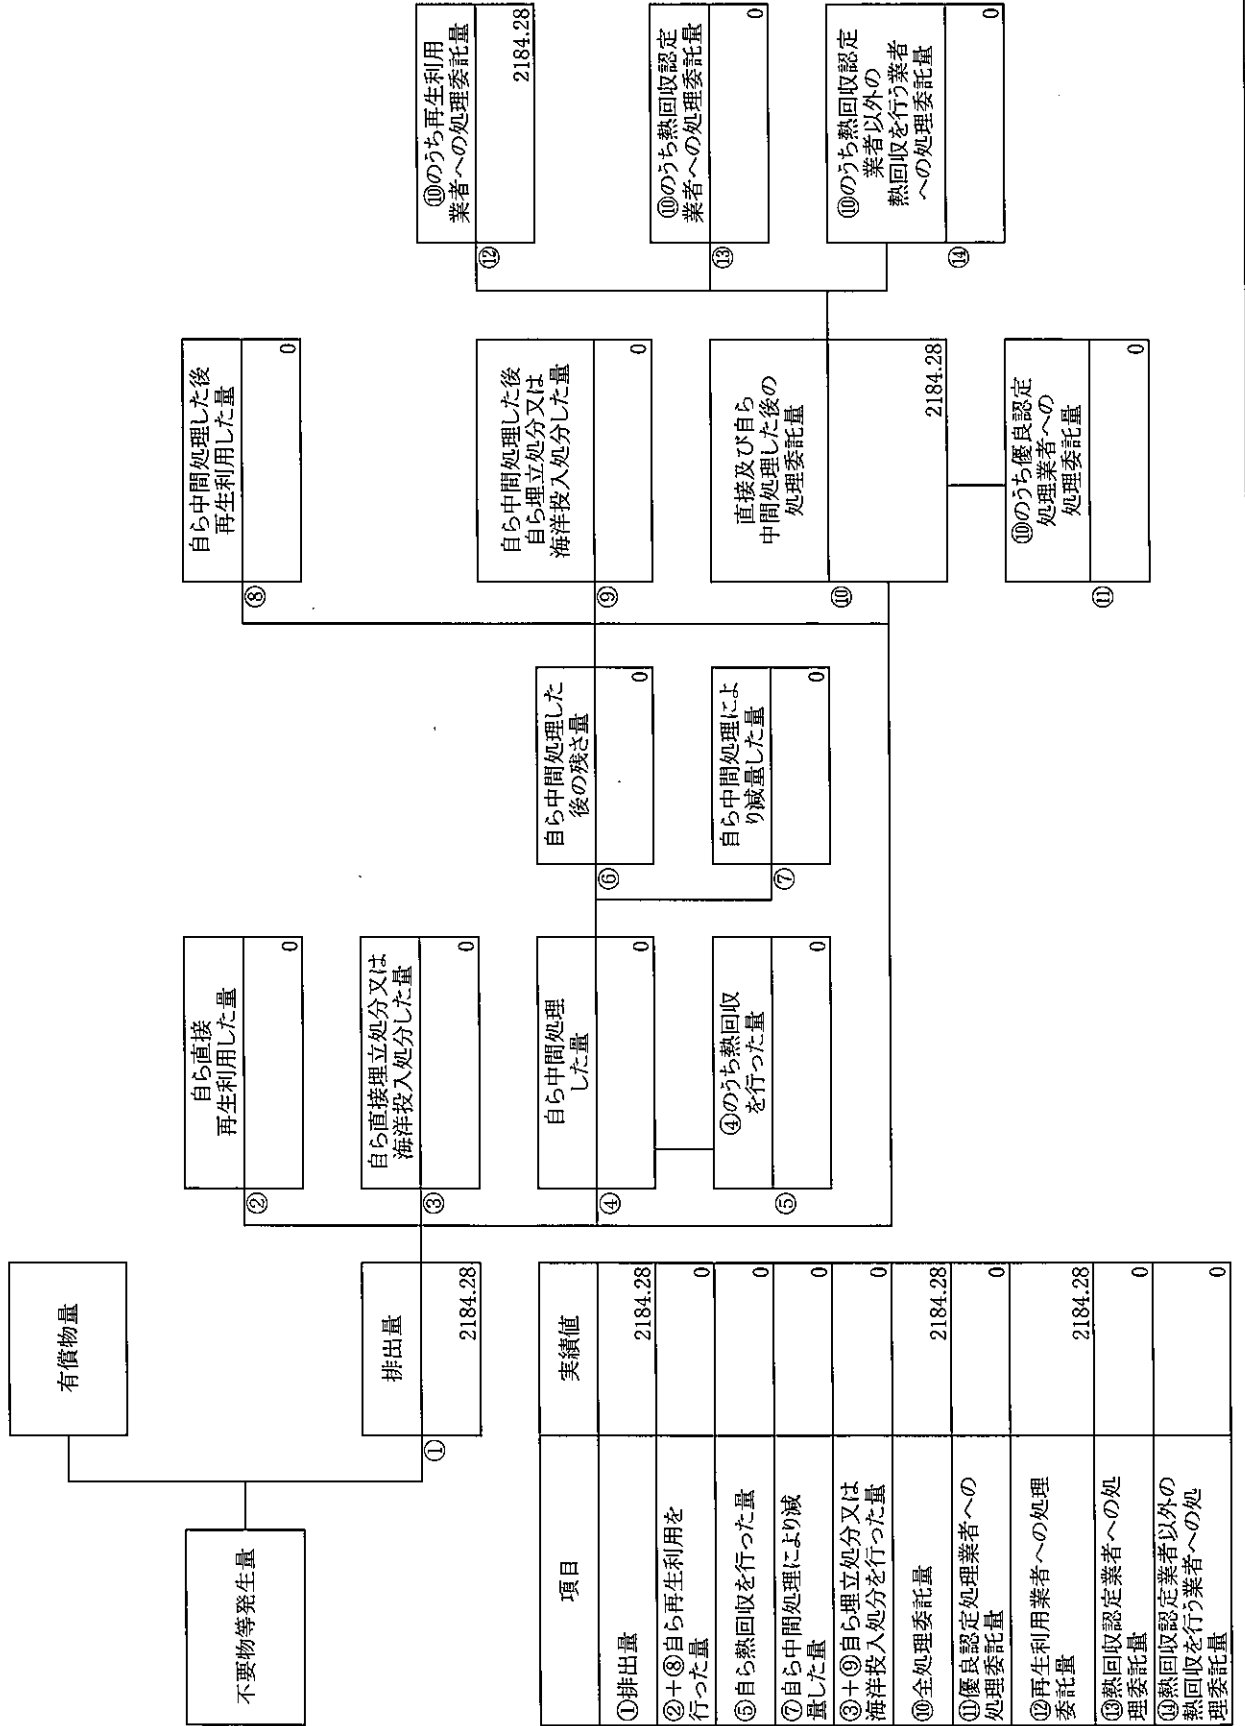 不要物等発生量
有償物量
排出量
①
2184.28
自ら直接
再生利用した量
②
0
自ら直接埋立処分又は
海洋投入処分した量
③
0
自ら中間処理
した量
④
0
④のうち熱回収
を行った量
⑤
0
自ら中間処理した
後の残さ量
⑥
0
自ら中間処理によ
り減量した量
⑦
0
自ら中間処理した後
再生利用した量
⑧
0
自ら中間処理した後
自ら埋立処分又は
海洋投入処分した量
⑨
0
直接及び自ら
中間処理した後の
処理委託量
⑩
2184.28
⑩のうち優良認定
処理業者への
処理委託量
⑪
0
⑩のうち再生利用
業者への処理委託量
⑫
2184.28
⑩のうち熱回収認定
業者への処理委託量
⑬
0
⑩のうち熱回収認定
業者以外の
熱回収を行う業者
への処理委託量
⑭
0
項目 実績値
①排出量 2184.28
②+⑧自ら再生利用を
行った量 0
⑤自ら熱回収を行った量 0
⑦自ら中間処理により減
量した量 0
③+⑨自ら埋立処分又は
海洋投入処分を行った量 0
⑩全処理委託量 2184.28
⑪優良認定処理業者への
処理委託量 0
⑫再生利用業者への処理
委託量 2184.28
⑬熱回収認定業者への処
理委託量 0
⑭熱回収認定業者以外の
熱回収を行う業者への処
理委託量 0